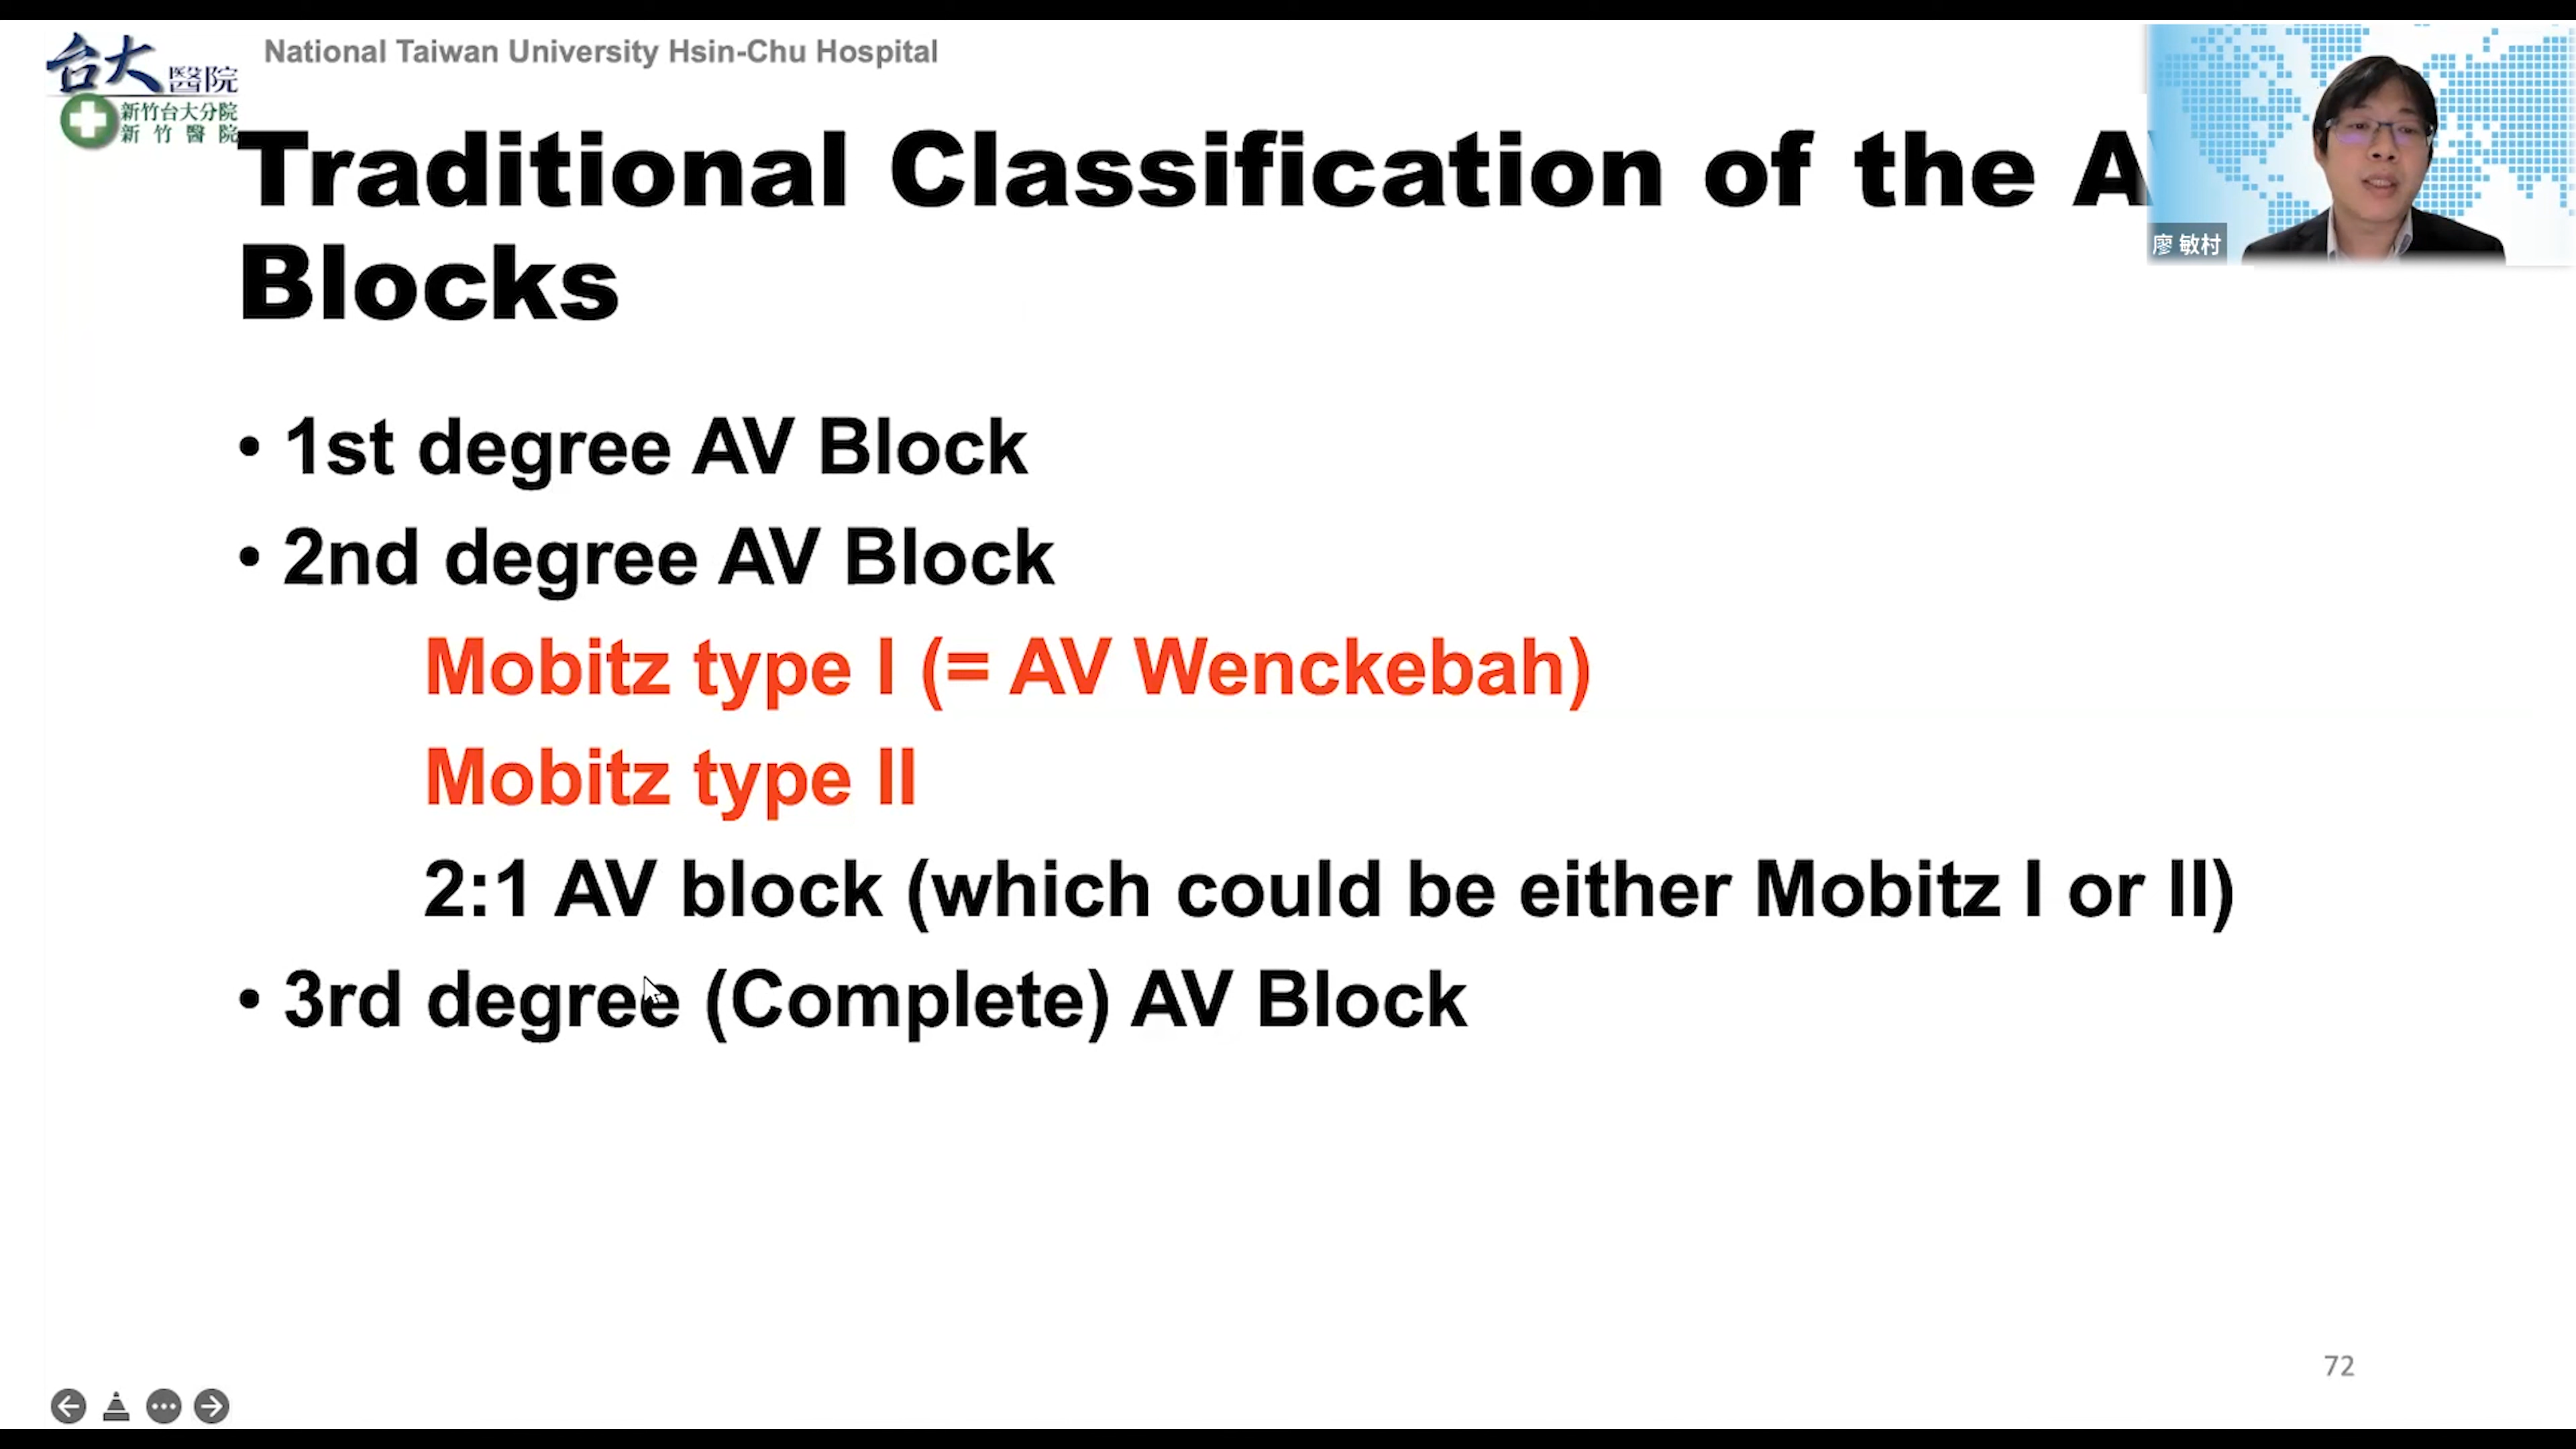 台大醫院
新竹台大分院
新竹醫院
National Taiwan University Hsin-Chu Hospital
Traditional Classification of the A
Blocks
廖 敏村
• 1st degree AV Block
• 2nd degree AV Block
Mobitz type I (= AV Wenckebah)
Mobitz type II
2:1 AV block (which could be either Mobitz I or II)
• 3rd degree (Complete) AV Block
72